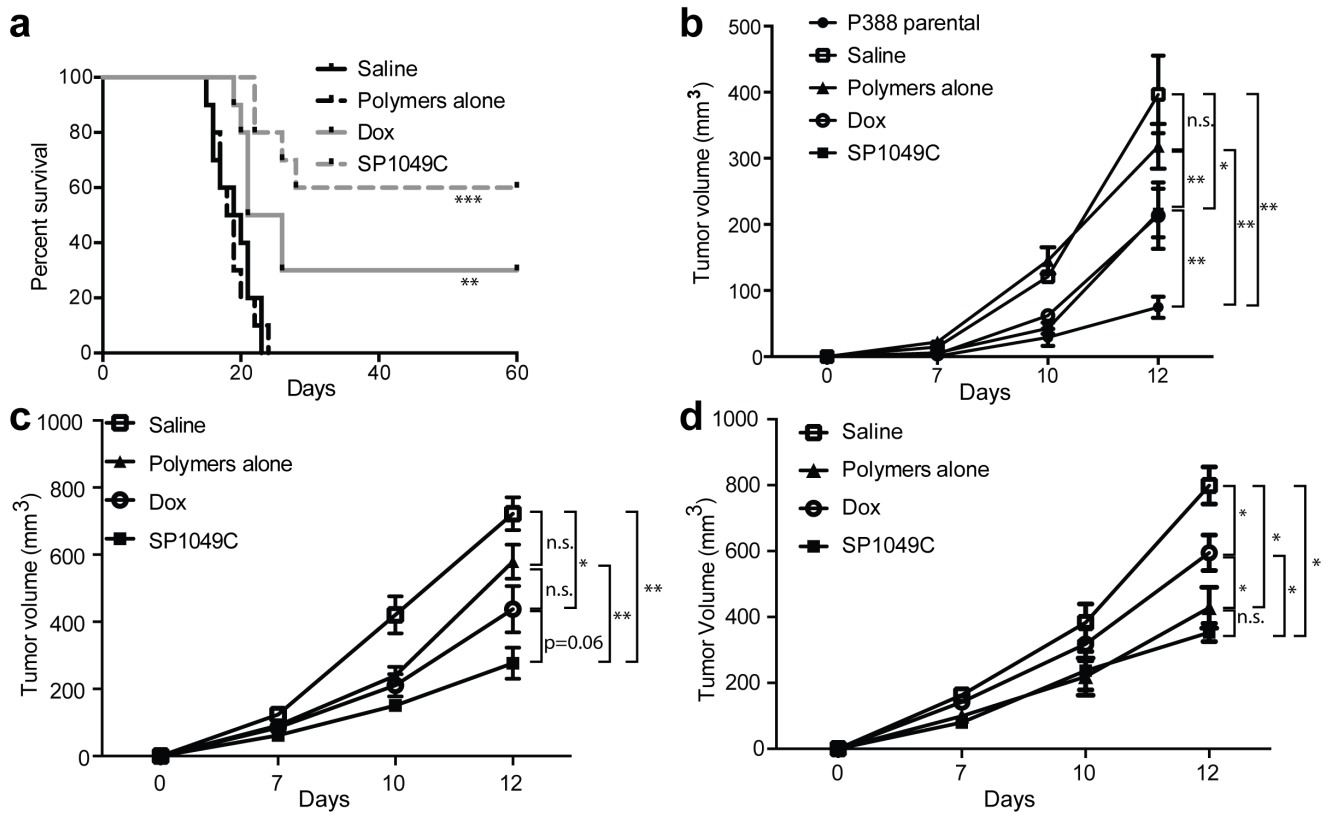 a
Saline
Polymers alone
Dox
SP1049C
Percent survival
100
80
60
40
20
0
***
**
0 20 40 60
Days
b
P388 parental
Saline
Polymers alone
Dox
SP1049C
Tumor volume (mm³)
500
400
300
200
100
0
n.s.
*
**
**
**
**
0 7 10 12
Days
c
Saline
Polymers alone
Dox
SP1049C
Tumor volume (mm³)
1000
800
600
400
200
0
n.s.
*
n.s.
**
**
p=0.06
0 7 10 12
Days
d
Saline
Polymers alone
Dox
SP1049C
Tumor Volume (mm³)
1000
800
600
400
200
0
*
*
*
*
*
n.s.
0 7 10 12
Days